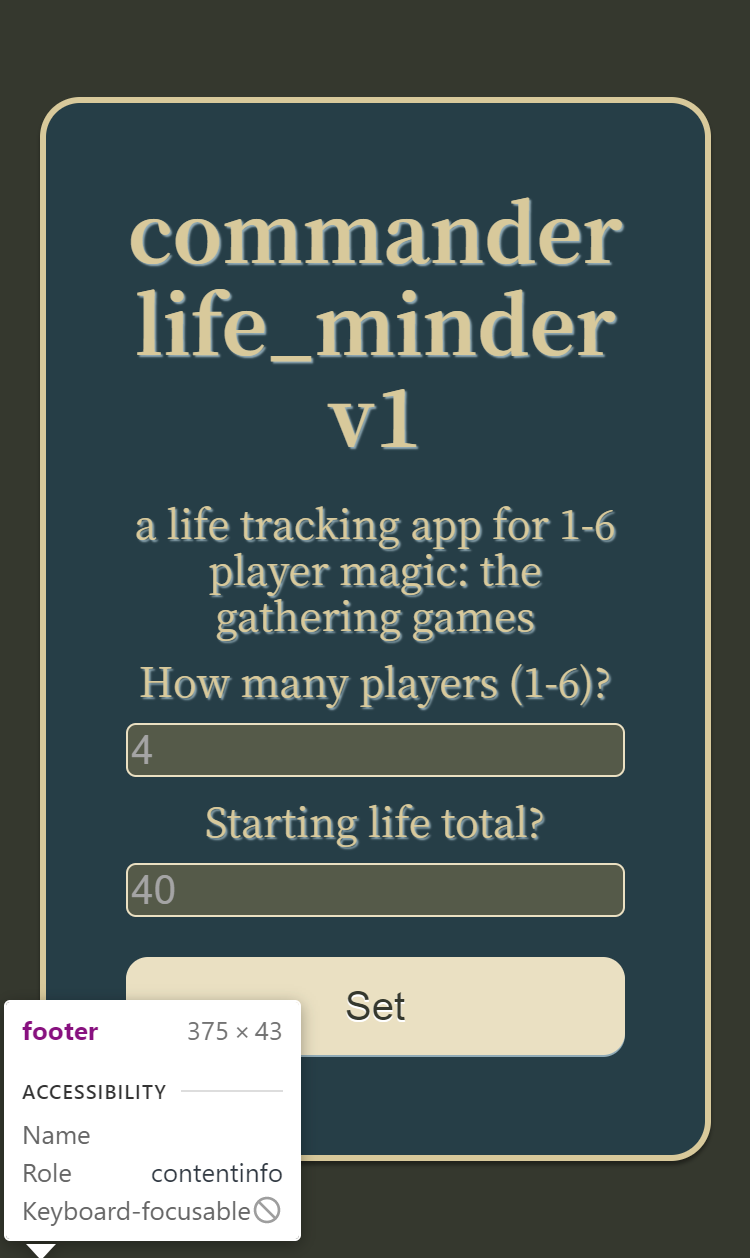 commander
life_minder
v1
a life tracking app for 1-6
player magic: the
gathering games
How many players (1-6)?
4
Starting life total?
40
Set
footer 375 × 43
ACCESSIBILITY
Name
Role contentinfo
Keyboard-focusable